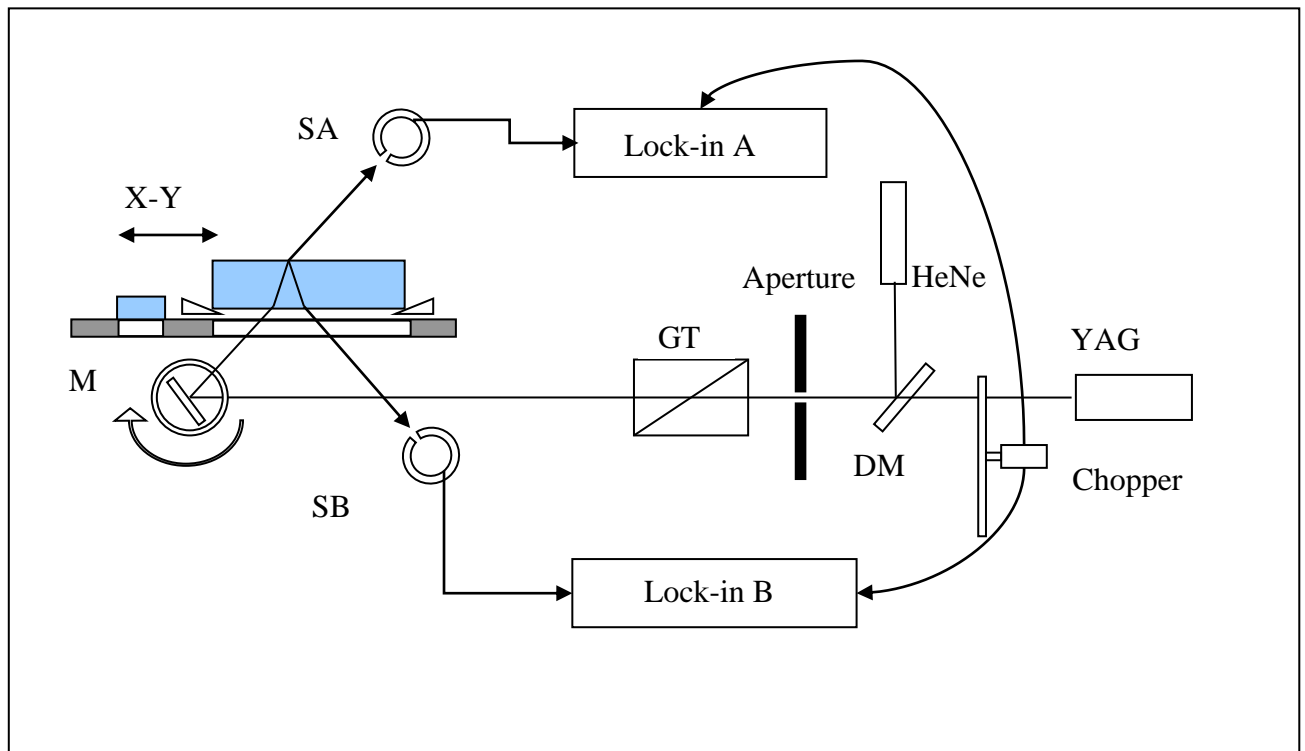 SA
Lock-in A
X-Y
Aperture
HeNe
GT
YAG
M
DM
Chopper
SB
Lock-in B